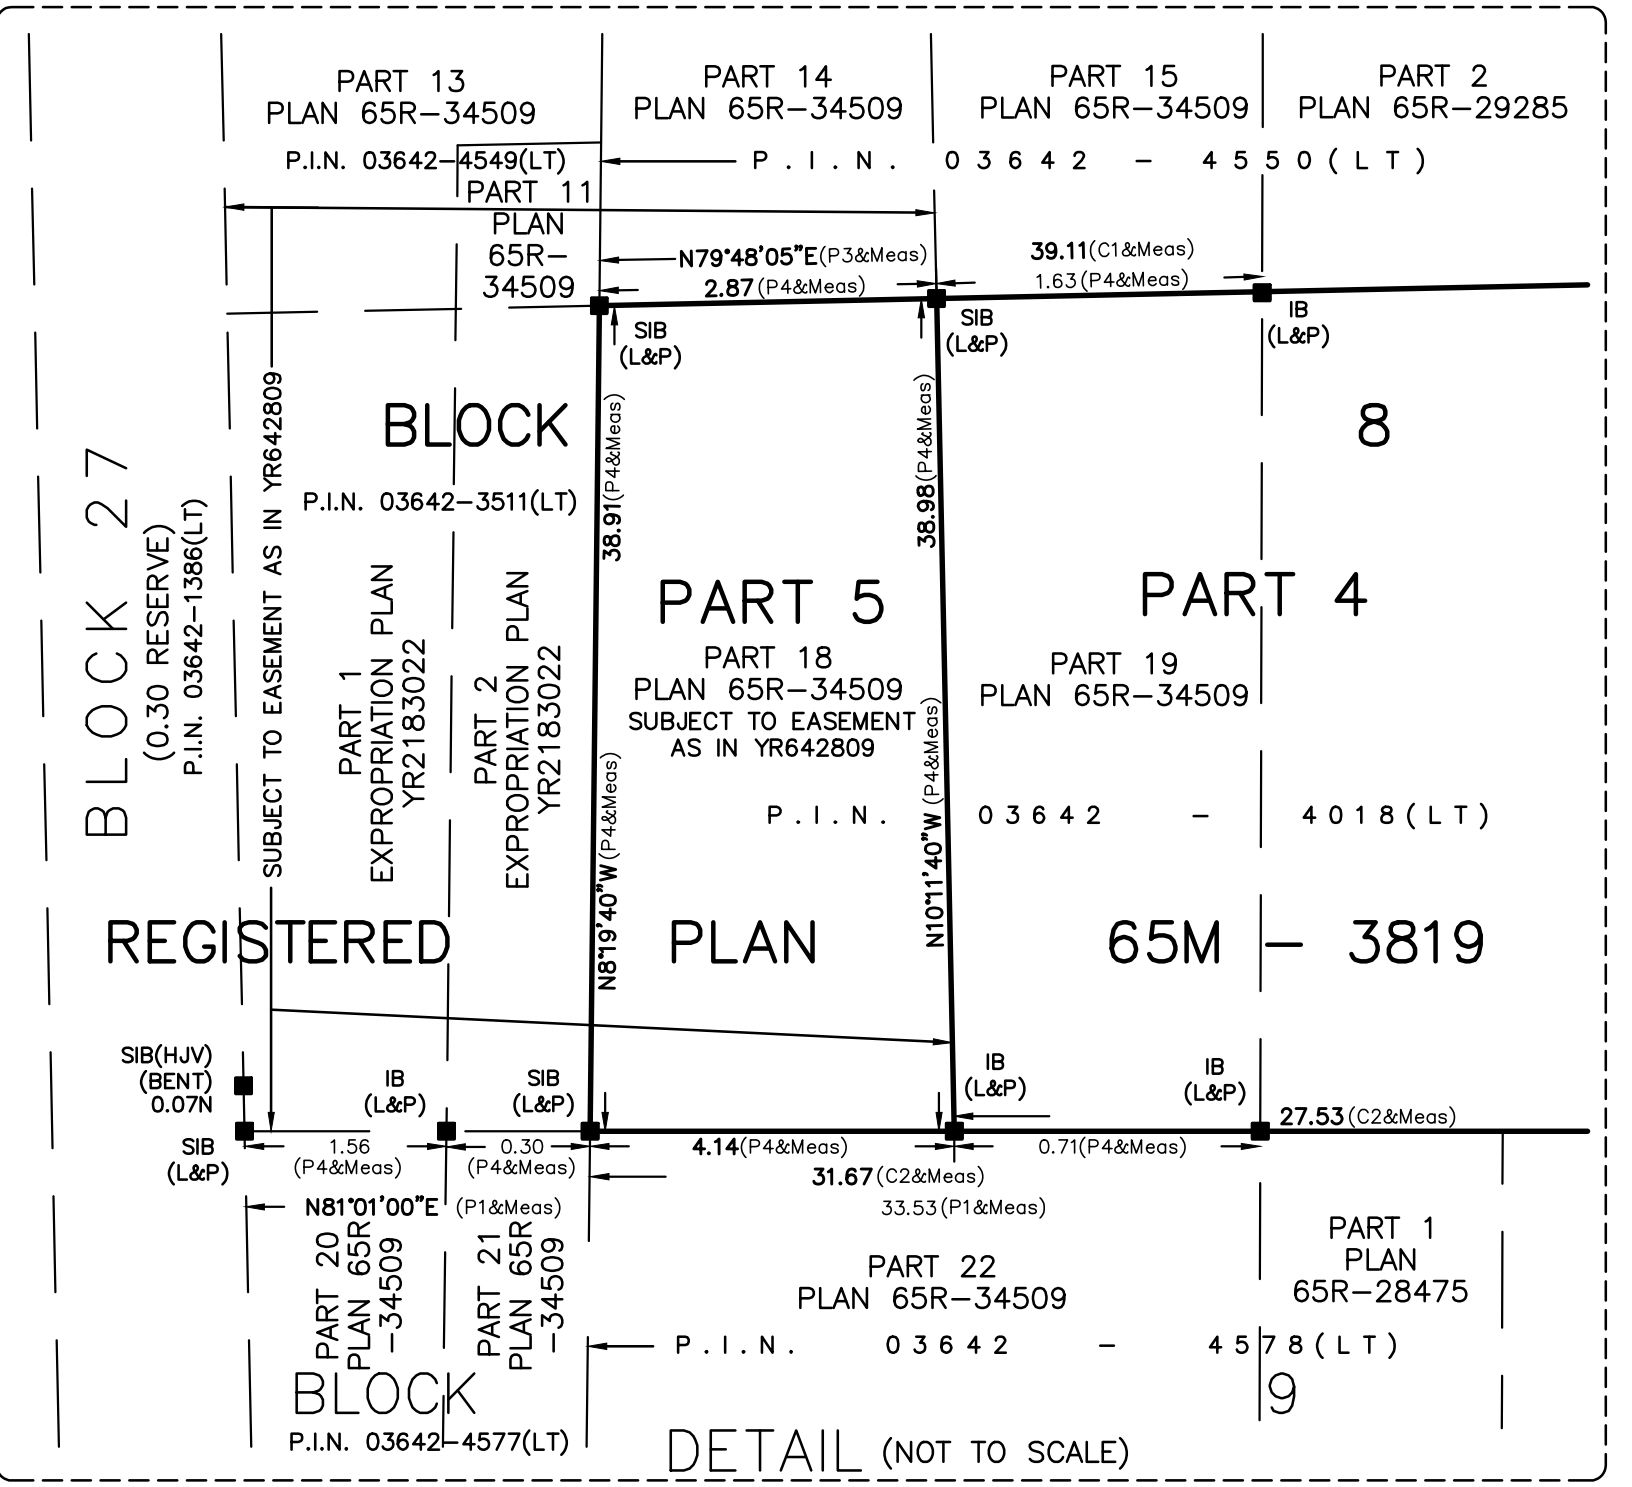 PART 13
PLAN 65R-34509
PART 14
PLAN 65R-34509
PART 15
PLAN 65R-34509
PART 2
PLAN 65R-29285
P.I.N. 03642-4549(LT)
P.I.N. 03642 - 4550(LT)
PART 11
PLAN
65R-
34509
N79°48'05"E(P3&Meas)
2.87(P4&Meas)
39.11(C1&Meas)
1.63(P4&Meas)
SIB
(L&P)
SIB
(L&P)
IB
(L&P)
BLOCK 8
P.I.N. 03642-3511(LT)
BLOCK 27
(0.30 RESERVE)
P.I.N. 03642-1386(LT)
SUBJECT TO EASEMENT AS IN YR642809
PART 1
EXPROPRIATION PLAN
YR2183022
PART 2
EXPROPRIATION PLAN
YR2183022
38.91(P4&Meas)
N8°19'40"W(P4&Meas)
38.98(P4&Meas)
N10°11'40"W(P4&Meas)
PART 5
PART 18
PLAN 65R-34509
SUBJECT TO EASEMENT
AS IN YR642809
PART 4
PART 19
PLAN 65R-34509
P.I.N. 03642 - 4018(LT)
REGISTERED PLAN 65M - 3819
SIB(HJV)
(BENT)
0.07N
IB
(L&P)
SIB
(L&P)
IB
(L&P)
IB
(L&P)
27.53(C2&Meas)
SIB
(L&P)
1.56
(P4&Meas)
0.30
(P4&Meas)
4.14(P4&Meas)
0.71(P4&Meas)
31.67(C2&Meas)
N81°01'00"E (P1&Meas)
33.53(P1&Meas)
PART 20
PLAN 65R
-34509
PART 21
PLAN 65R
-34509
PART 22
PLAN 65R-34509
PART 1
PLAN
65R-28475
P.I.N. 03642 - 4578(LT)
BLOCK 9
P.I.N. 03642-4577(LT)
DETAIL (NOT TO SCALE)